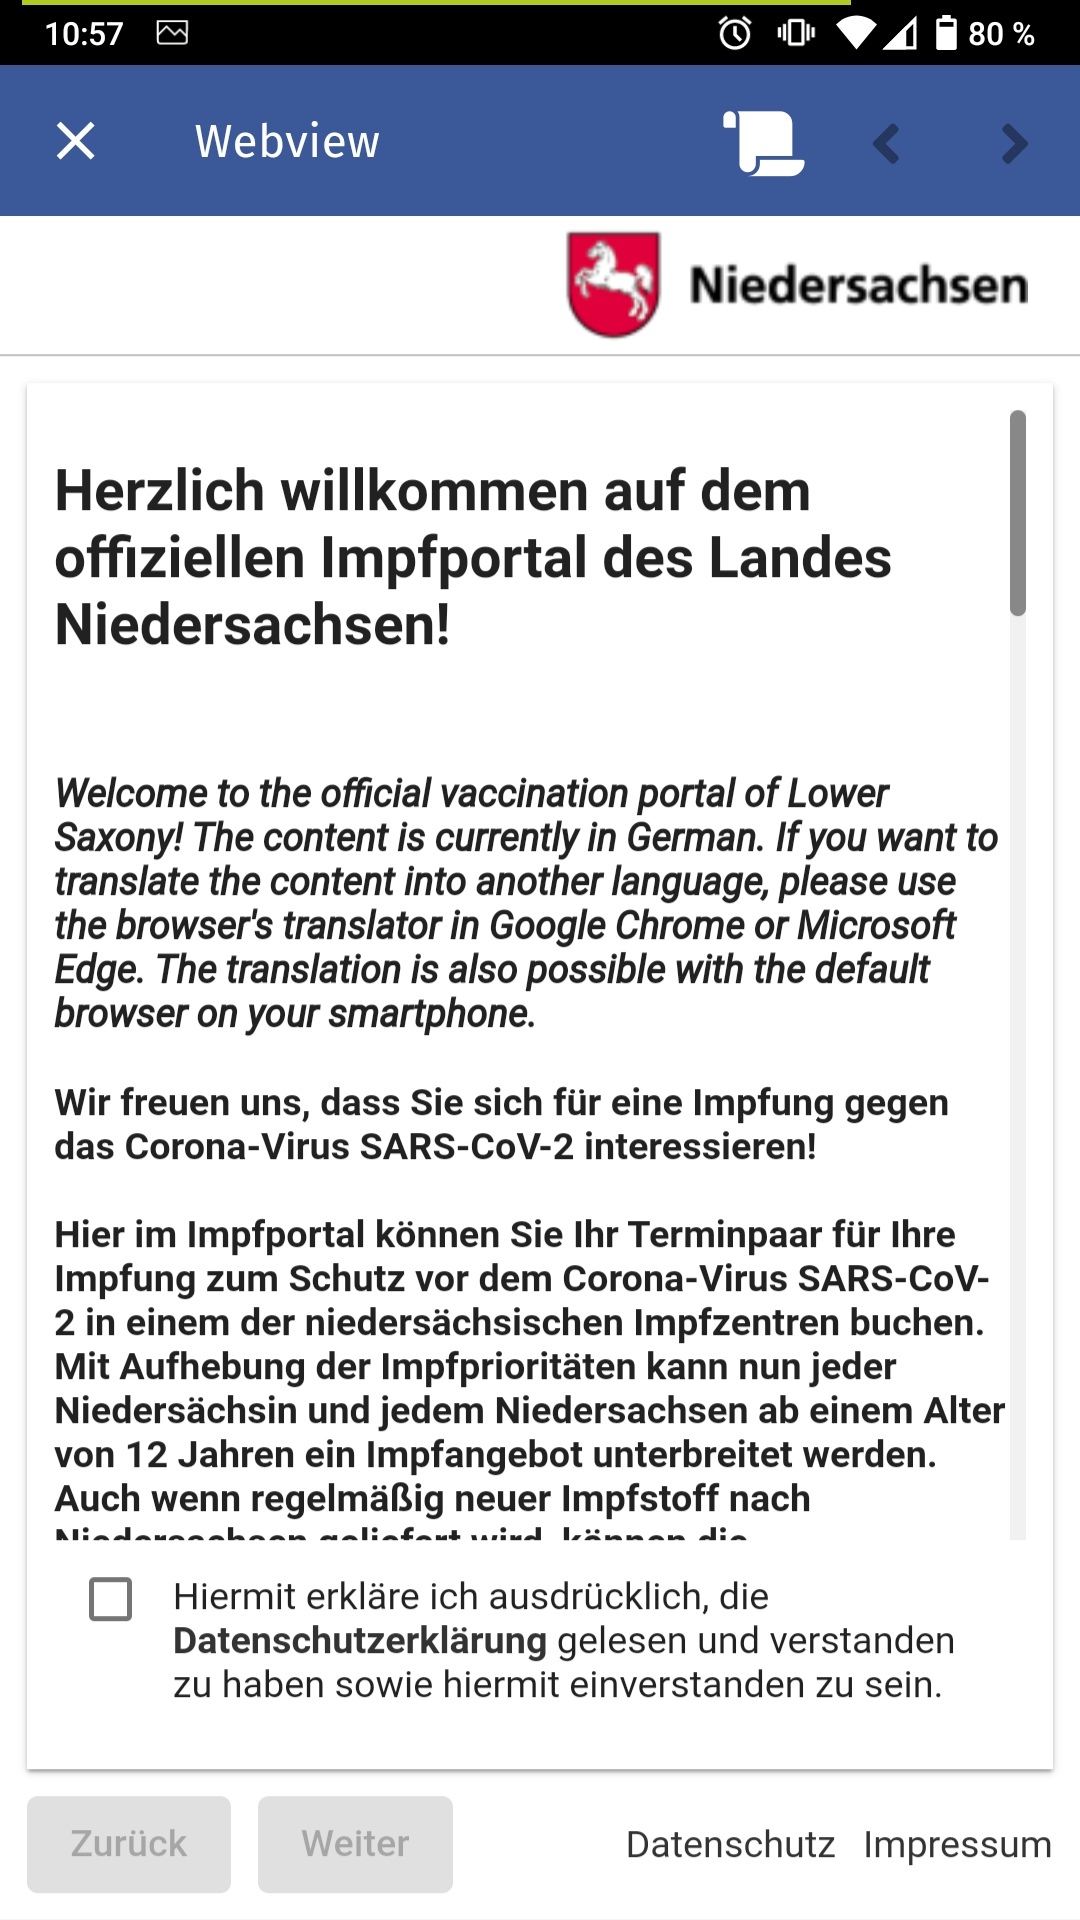 10:57 80 %
Webview
Niedersachsen
Herzlich willkommen auf dem
offiziellen Impfportal des Landes
Niedersachsen!
Welcome to the official vaccination portal of Lower
Saxony! The content is currently in German. If you want to
translate the content into another language, please use
the browser's translator in Google Chrome or Microsoft
Edge. The translation is also possible with the default
browser on your smartphone.
Wir freuen uns, dass Sie sich für eine Impfung gegen
das Corona-Virus SARS-CoV-2 interessieren!
Hier im Impfportal können Sie Ihr Terminpaar für Ihre
Impfung zum Schutz vor dem Corona-Virus SARS-CoV-
2 in einem der niedersächsischen Impfzentren buchen.
Mit Aufhebung der Impfprioritäten kann nun jeder
Niedersächsin und jedem Niedersachsen ab einem Alter
von 12 Jahren ein Impfangebot unterbreitet werden.
Auch wenn regelmäßig neuer Impfstoff nach
Niedersachsen geliefert wird, können die
Hiermit erkläre ich ausdrücklich, die
Datenschutzerklärung gelesen und verstanden
zu haben sowie hiermit einverstanden zu sein.
Zurück Weiter Datenschutz Impressum